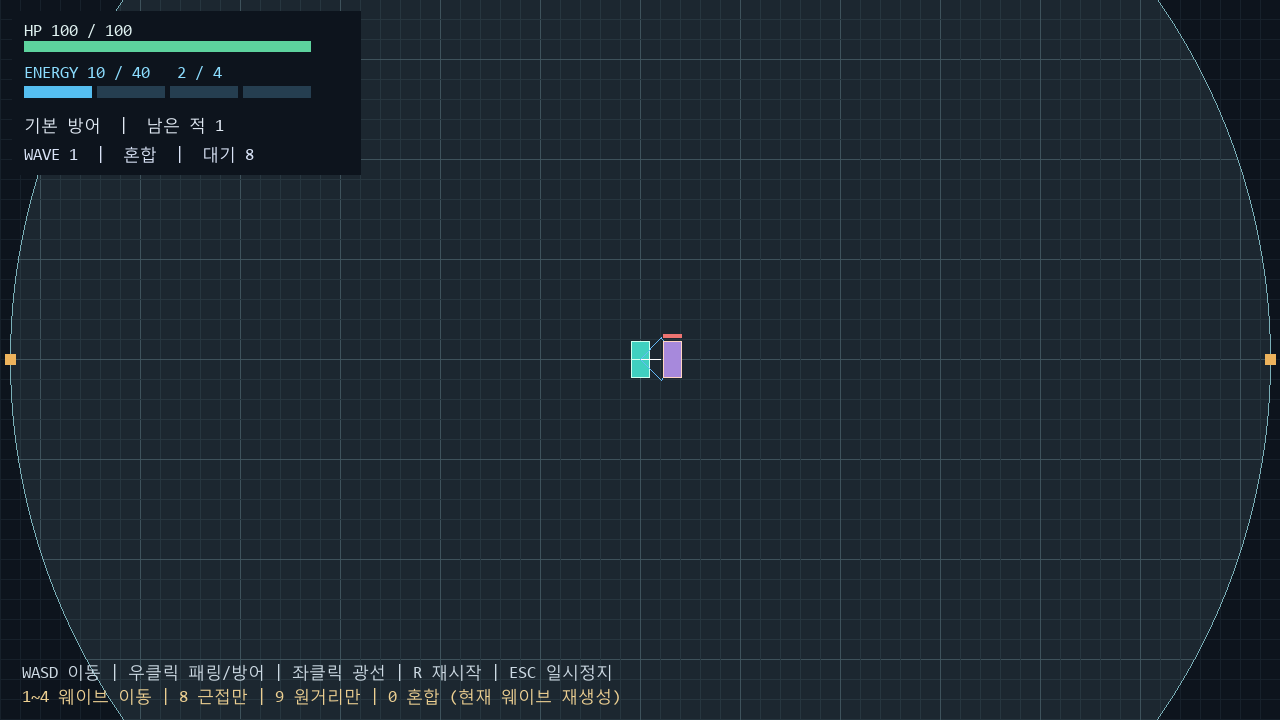 HP 100 / 100
ENERGY 10 / 40 2 / 4
기본 방어 | 남은 적 1
WAVE 1 | 혼합 | 대기 8
WASD 이동 | 우클릭 패링/방어 | 좌클릭 광선 | R 재시작 | ESC 일시정지
1~4 웨이브 이동 | 8 근접만 | 9 원거리만 | 0 혼합 (현재 웨이브 재생성)